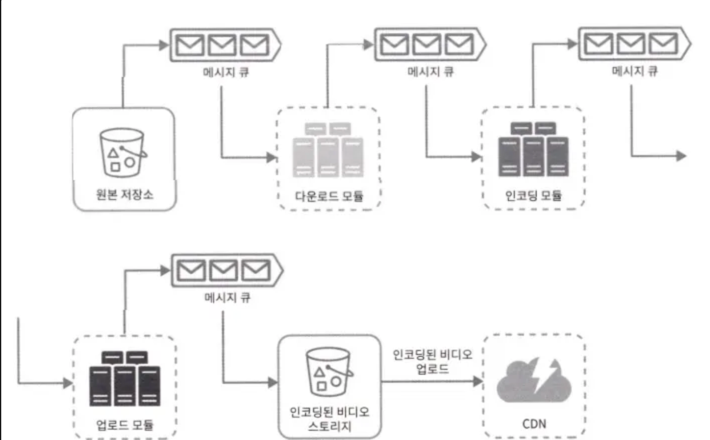 메시지 큐
메시지 큐
메시지 큐
원본 저장소
다운로드 모듈
인코딩 모듈
메시지 큐
인코딩된 비디오
업로드
업로드 모듈
인코딩된 비디오
스토리지
CDN